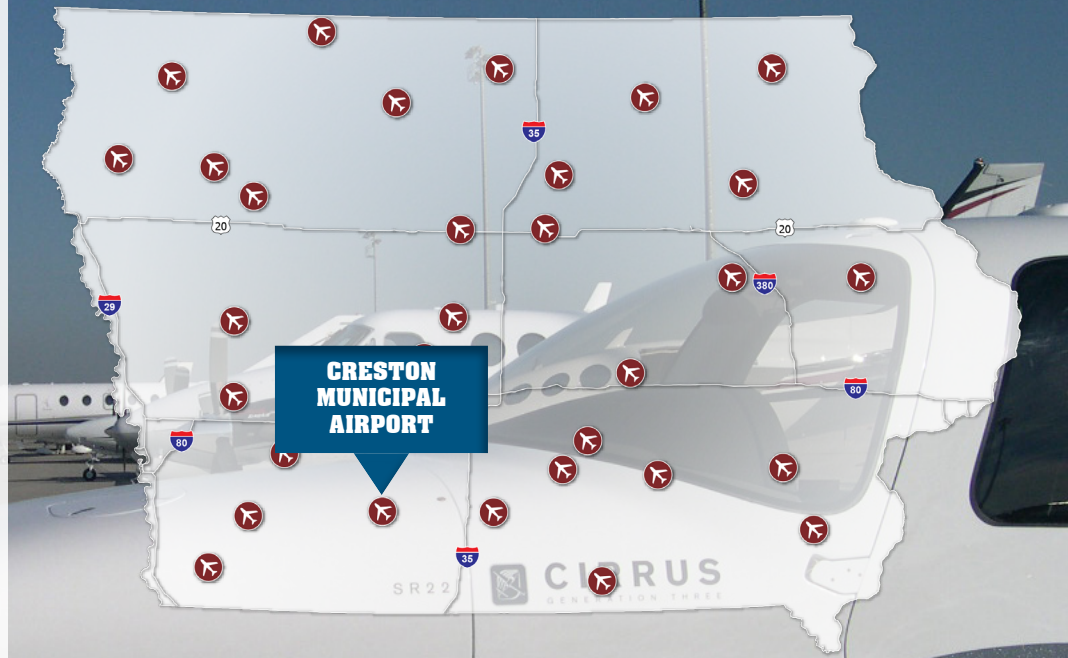 35
20
20
380
29
CRESTON
MUNICIPAL
AIRPORT
80
80
35
SR22
CIRRUS
GENERATION THREE